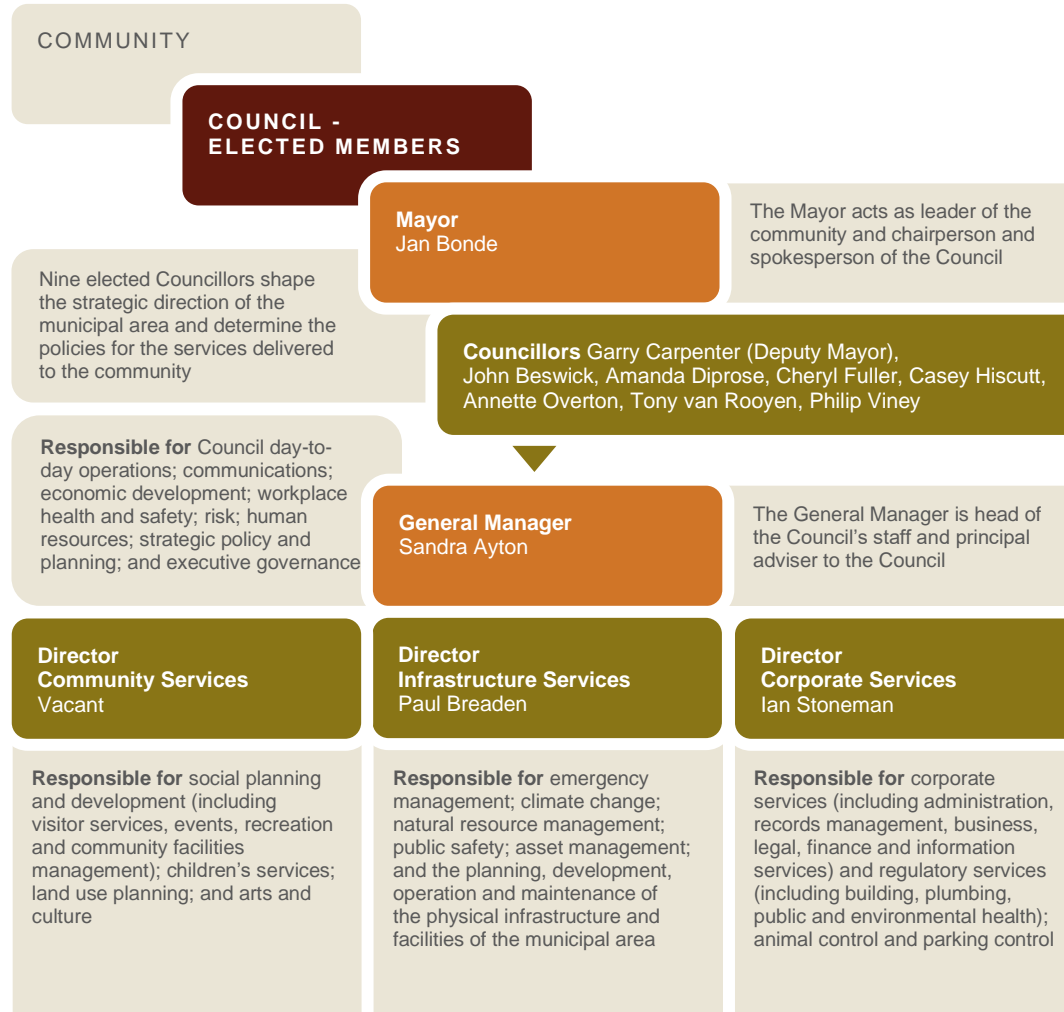 COMMUNITY
COUNCIL -
ELECTED MEMBERS
Mayor
Jan Bonde
The Mayor acts as leader of the
community and chairperson and
spokesperson of the Council
Nine elected Councillors shape
the strategic direction of the
municipal area and determine the
policies for the services delivered
to the community
Councillors Garry Carpenter (Deputy Mayor),
John Beswick, Amanda Diprose, Cheryl Fuller, Casey Hiscutt,
Annette Overton, Tony van Rooyen, Philip Viney
Responsible for Council day-to-
day operations; communications;
economic development; workplace
health and safety; risk; human
resources; strategic policy and
planning; and executive governance
General Manager
Sandra Ayton
The General Manager is head of
the Council's staff and principal
adviser to the Council
Director
Community Services
Vacant
Director
Infrastructure Services
Paul Breaden
Director
Corporate Services
Ian Stoneman
Responsible for social planning
and development (including
visitor services, events, recreation
and community facilities
management); children's services;
land use planning; and arts and
culture
Responsible for emergency
management; climate change;
natural resource management;
public safety; asset management;
and the planning, development,
operation and maintenance of
the physical infrastructure and
facilities of the municipal area
Responsible for corporate
services (including administration,
records management, business,
legal, finance and information
services) and regulatory services
(including building, plumbing,
public and environmental health);
animal control and parking control